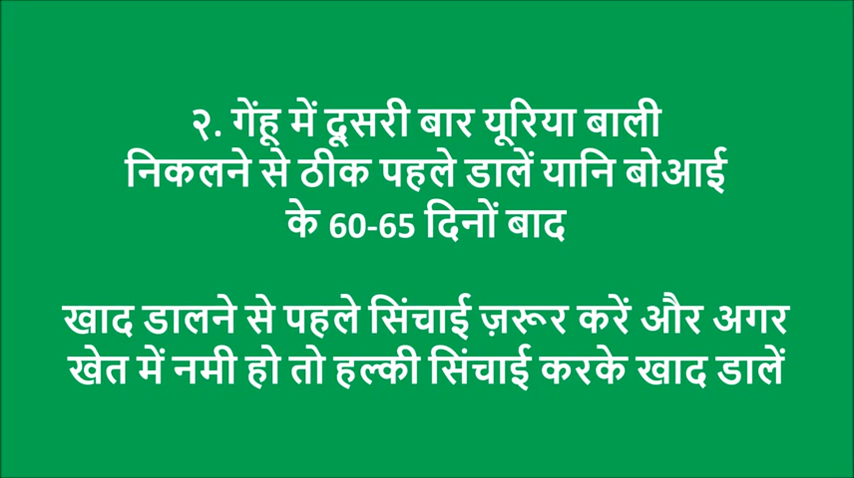 २. गेंहू में दूसरी बार यूरिया बाली
निकलने से ठीक पहले डालें यानि बोआई
के 60-65 दिनों बाद
खाद डालने से पहले सिंचाई ज़रूर करें और अगर
खेत में नमी हो तो हल्की सिंचाई करके खाद डालें